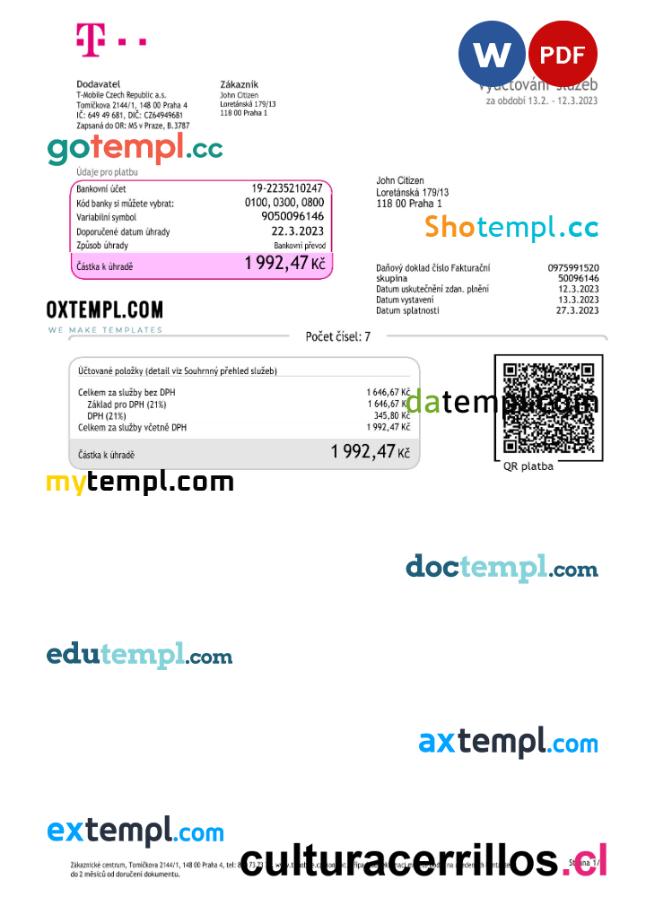 T
W PDF
Vyúčtování služeb
za období 13.2. - 12.3.2023
Dodavatel
T-Mobile Czech Republic a.s.
Tomíčkova 2144/1, 148 00 Praha 4
IČ: 649 49 681, DIČ: CZ64949681
Zapsaná do OR: MS v Praze, B.3787
Zákazník
John Citizen
Loretánská 179/13
118 00 Praha 1
gotempl.cc
Údaje pro platbu
Bankovní účet 19-2235210247
Kód banky si můžete vybrat: 0100, 0300, 0800
Variabilní symbol 9050096146
Doporučené datum úhrady 22.3.2023
Způsob úhrady Bankovní převod
Částka k úhradě 1 992,47 Kč
John Citizen
Loretánská 179/13
118 00 Praha 1
Shotempl.cc
Daňový doklad číslo Fakturační 0975991520
skupina 50096146
Datum uskutečnění zdan. plnění 12.3.2023
Datum vystavení 13.3.2023
Datum splatnosti 27.3.2023
OXTEMPL.COM
WE MAKE TEMPLATES
Počet čísel: 7
Účtované položky (detail viz Souhrnný přehled služeb)
Celkem za služby bez DPH 1 646,67 Kč
Základ pro DPH (21%) 1 646,67 Kč
DPH (21%) 345,80 Kč
Celkem za služby včetně DPH 1 992,47 Kč
Částka k úhradě 1 992,47 Kč
datempl.com
QR platba
mytempl.com
doctempl.com
edutempl.com
axtempl.com
extempl.com
culturacerrillos.cl
Zákaznické centrum, Tomíčkova 2144/1, 148 00 Praha 4, tel:
do 2 měsíců od doručení dokumentu.